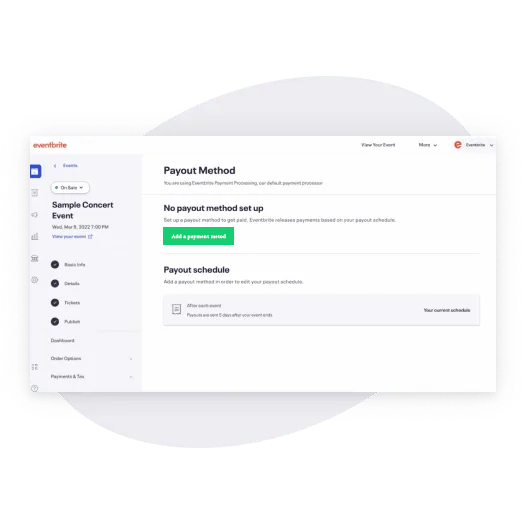 eventbrite
View Your Event
More
Eventbrite
Events
On Sale
Sample Concert
Event
Wed, Mar 9, 2022 7:00 PM
View your event
Basic Info
Details
Tickets
Publish
Dashboard
Order Options
Payments & Tax
Payout Method
You are using Eventbrite Payment Processing, our default payment processor
No payout method set up
Set up a payout method to get paid. Eventbrite releases payments based on your payout schedule.
Add a payment metod
Payout schedule
Add a payout method in order to edit your payout schedule.
After each event
Payouts are sent 5 days after your event ends
Your current schedule